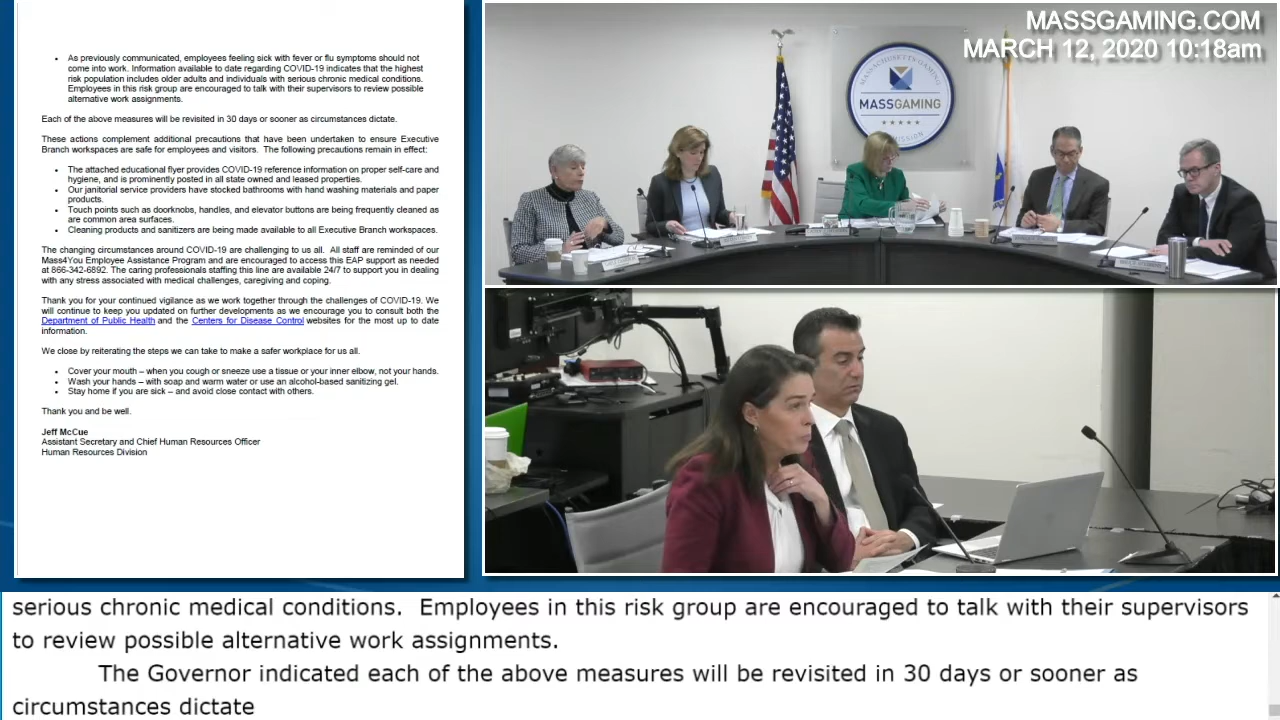 • As previously communicated, employees feeling sick with fever or flu symptoms should not
come into work. Information available to date regarding COVID-19 indicates that the highest
risk population includes older adults and individuals with serious chronic medical conditions.
Employees in this risk group are encouraged to talk with their supervisors to review possible
alternative work assignments.
Each of the above measures will be revisited in 30 days or sooner as circumstances dictate.
These actions complement additional precautions that have been undertaken to ensure Executive
Branch workspaces are safe for employees and visitors. The following precautions remain in effect:
• The attached educational flyer provides COVID-19 reference information on proper self-care and
hygiene, and is prominently posted in all state owned and leased properties.
• Our janitorial service providers have stocked bathrooms with hand washing materials and paper
products.
• Touch points such as doorknobs, handles, and elevator buttons are being frequently cleaned as
are common area surfaces.
• Cleaning products and sanitizers are being made available to all Executive Branch worksites.
The changing circumstances around COVID-19 are challenging to us all. All staff are reminded of our
Mass4You Employee Assistance Program and are encouraged to access this EAP support as needed
at 866-342-6892. The caring professionals staffing this line are available 24/7 to support you in dealing
with any stress associated with medical challenges, caregiving and coping.
Thank you for your continued vigilance as we work together through the challenges of COVID-19. We
will continue to keep you updated on further developments as we encourage you to consult both the
Department of Public Health and the Centers for Disease Control websites for the most up to date
information.
We close by reiterating the steps we can take to make a safer workplace for us all.
• Cover your mouth – when you cough or sneeze use a tissue or your inner elbow, not your hands.
• Wash your hands – with soap and warm water or use an alcohol-based sanitizing gel.
• Stay home if you are sick – and avoid close contact with others.
Thank you and be well.
Jeff McCue
Assistant Secretary and Chief Human Resources Officer
Human Resources Division
MASSGAMING.COM
MARCH 12, 2020 10:18am
MASSACHUSETTS GAMING
MASSGAMING
serious chronic medical conditions.  Employees in this risk group are encouraged to talk with their supervisors
to review possible alternative work assignments.
The Governor indicated each of the above measures will be revisited in 30 days or sooner as
circumstances dictate